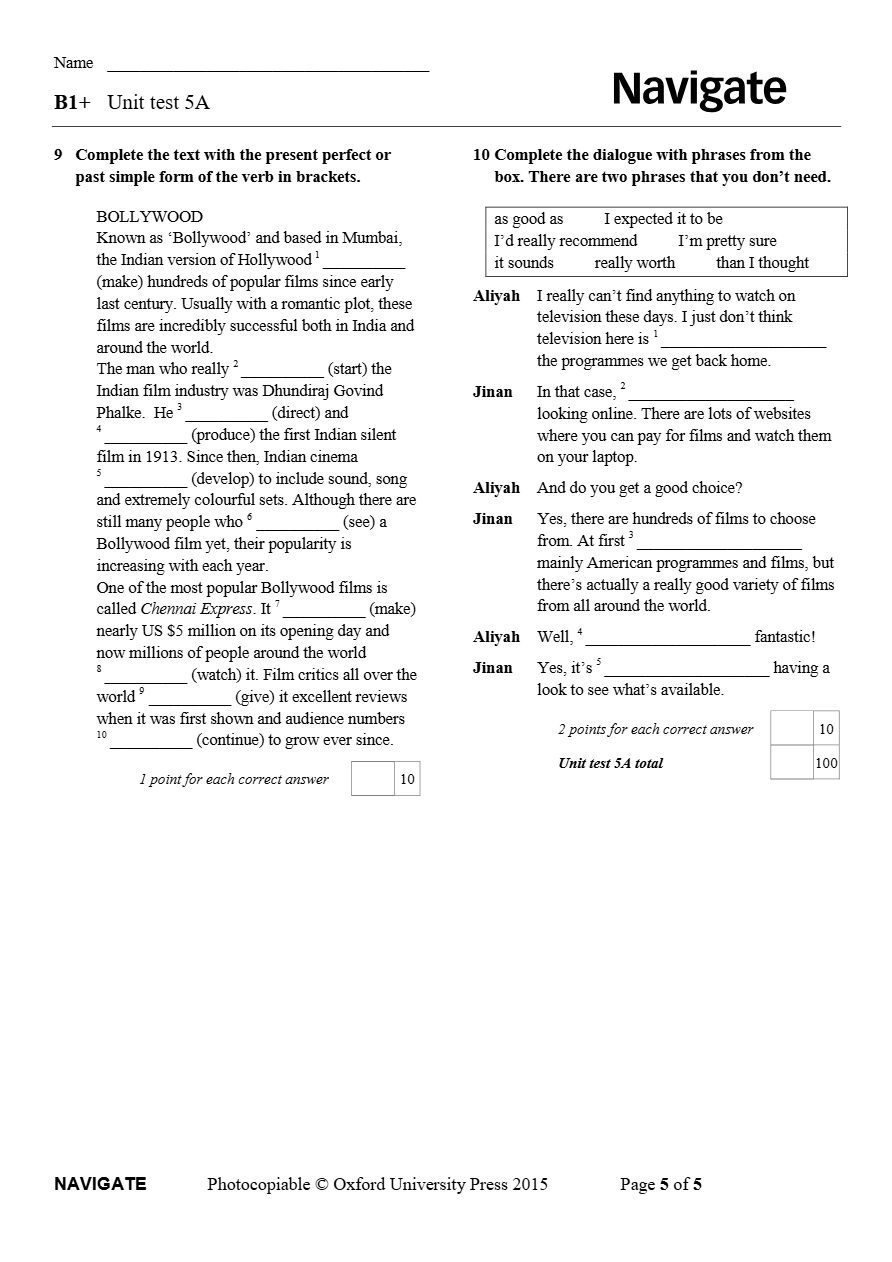 Name ____________________
Navigate
B1+ Unit test 5A
9 Complete the text with the present perfect or
past simple form of the verb in brackets.
BOLLYWOOD
Known as ‘Bollywood’ and based in Mumbai,
the Indian version of Hollywood ¹ __________
(make) hundreds of popular films since early
last century. Usually with a romantic plot, these
films are incredibly successful both in India and
around the world.
The man who really ² __________ (start) the
Indian film industry was Dhundiraj Govind
Phalke. He ³ __________ (direct) and
⁴ __________ (produce) the first Indian silent
film in 1913. Since then, Indian cinema
⁵ __________ (develop) to include sound, song
and extremely colourful sets. Although there are
still many people who ⁶ __________ (see) a
Bollywood film yet, their popularity is
increasing with each year.
One of the most popular Bollywood films is
called Chennai Express. It ⁷ __________ (make)
nearly US $5 million on its opening day and
now millions of people around the world
⁸ __________ (watch) it. Film critics all over the
world ⁹ __________ (give) it excellent reviews
when it was first shown and audience numbers
¹⁰ __________ (continue) to grow ever since.
1 point for each correct answer 10
10 Complete the dialogue with phrases from the
box. There are two phrases that you don’t need.
as good as I expected it to be
I’d really recommend I’m pretty sure
it sounds really worth than I thought
Aliyah I really can’t find anything to watch on
television these days. I just don’t think
television here is ¹ ____________________
the programmes we get back home.
Jinan In that case, ² ____________________
looking online. There are lots of websites
where you can pay for films and watch them
on your laptop.
Aliyah And do you get a good choice?
Jinan Yes, there are hundreds of films to choose
from. At first ³ ____________________
mainly American programmes and films, but
there’s actually a really good variety of films
from all around the world.
Aliyah Well, ⁴ ____________________ fantastic!
Jinan Yes, it’s ⁵ ____________________ having a
look to see what’s available.
2 points for each correct answer 10
Unit test 5A total 100
NAVIGATE Photocopiable © Oxford University Press 2015 Page 5 of 5